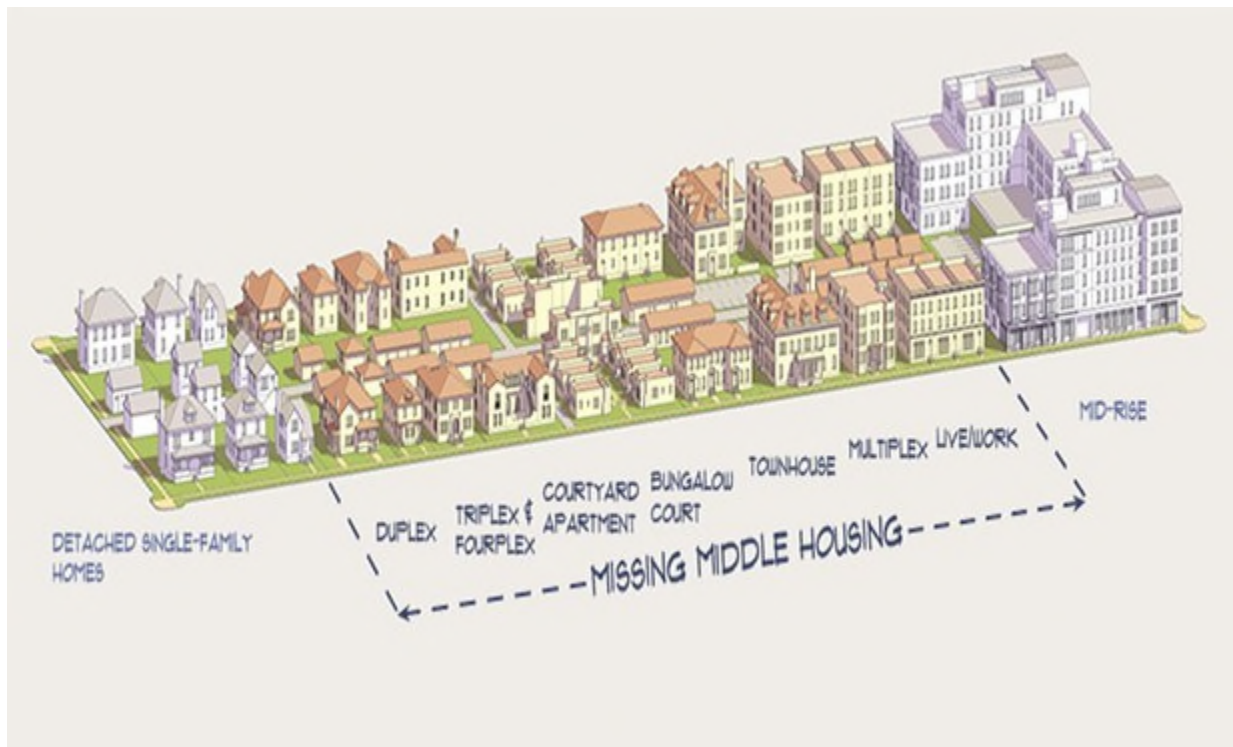 DETACHED SINGLE-FAMILY
HOMES
DUPLEX
TRIPLEX &
FOURPLEX
COURTYARD
APARTMENT
BUNGALOW
COURT
TOWNHOUSE
MULTIPLEX
LIVE/WORK
MID-RISE
MISSING MIDDLE HOUSING